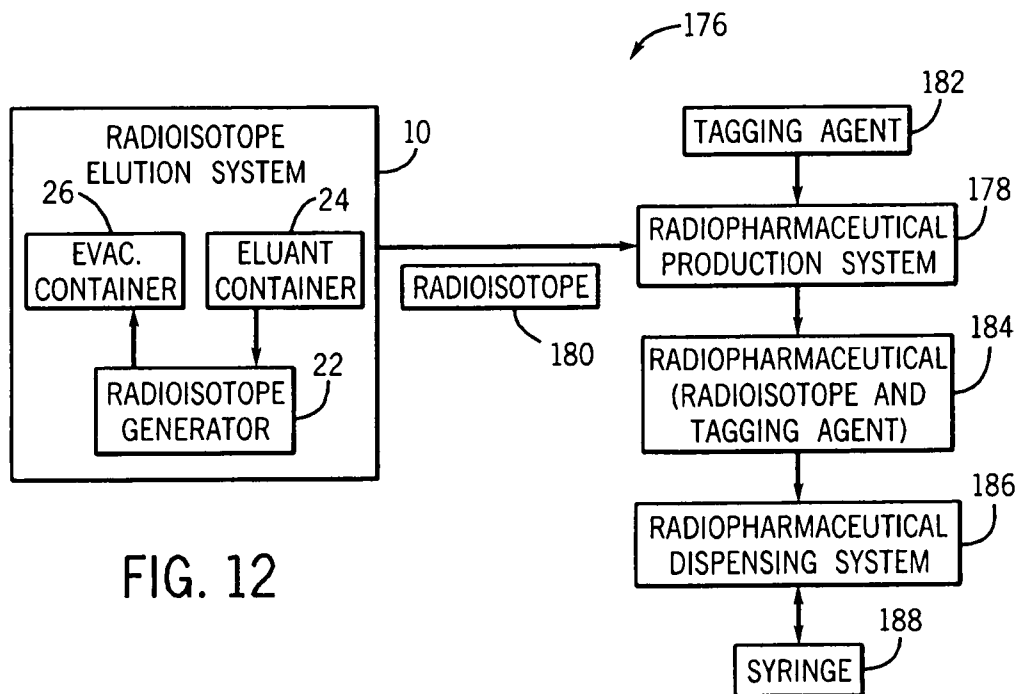 176
RADIOISOTOPE
ELUTION SYSTEM
10
26
24
EVAC.
CONTAINER
ELUANT
CONTAINER
RADIOISOTOPE
GENERATOR
22
RADIOISOTOPE
180
182
TAGGING AGENT
RADIOPHARMACEUTICAL
PRODUCTION SYSTEM
178
RADIOPHARMACEUTICAL
(RADIOISOTOPE AND
TAGGING AGENT)
184
RADIOPHARMACEUTICAL
DISPENSING SYSTEM
186
188
SYRINGE
FIG. 12